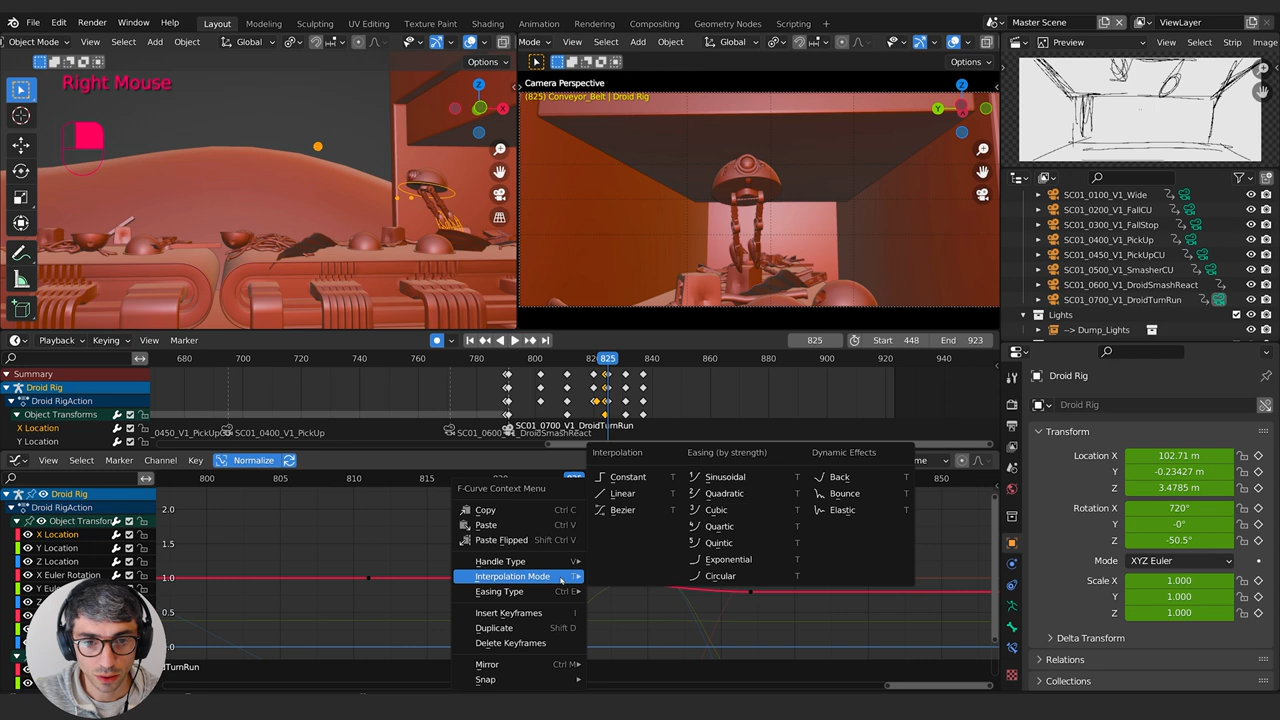 File Edit Render Window Help Layout Modeling Sculpting UV Editing Texture Paint Shading Animation Rendering Compositing Geometry Nodes Scripting + Master Scene ViewLayer
Object Mode View Select Add Object Global
Mode View Select Add Object Global
Preview View Select Strip Image
Options
Options
Right Mouse
Camera Perspective
(825) Conveyor_Belt | Droid Rig
Z
X
Z
Y
SC01_0100_V1_Wide
SC01_0200_V1_FallCU
SC01_0300_V1_FallStop
SC01_0400_V1_PickUp
SC01_0450_V1_PickUpCU
SC01_0500_V1_SmasherCU
SC01_0600_V1_DroidSmashReact
SC01_0700_V1_DroidTurnRun
Lights
--> Dump_Lights
Playback Keying View Marker 825 Start 448 End 923
680 700 720 740 760 780 800 825 840 860 880 900 920 940
Summary
Droid Rig
Droid RigAction
Object Transforms
X Location
Y Location
SC01_0700_V1_DroidTurnRun
_0450_V1_PickUpCU SC01_0400_V1_PickUp SC01_0600_V1_DroidSmashReact
View Select Marker Channel Key Normalize
800 805 810 815 850
Droid Rig
Droid RigAction
Object Transforn
X Location
Y Location
Z Location
X Euler Rotation
Y Euler Rotation
2.0
1.5
1.0
0.5
0.0
F-Curve Context Menu
Copy Ctrl C
Paste Ctrl V
Paste Flipped Shift Ctrl V
Handle Type V
Interpolation Mode T
Easing Type Ctrl E
Insert Keyframes I
Duplicate Shift D
Delete Keyframes
Mirror Ctrl M
Snap
Interpolation Easing (by strength) Dynamic Effects
Constant T Sinusoidal T Back T
Linear T Quadratic T Bounce T
Bezier T Cubic T Elastic T
Quartic T
Quintic T
Exponential T
Circular T
Droid Rig
Droid Rig
Transform
Location X 102.71 m
Y -0.23427 m
Z 3.4785 m
Rotation X 720°
Y -0°
Z -50.5°
Mode XYZ Euler
Scale X 1.000
Y 1.000
Z 1.000
Delta Transform
Relations
Collections
dTurnRun